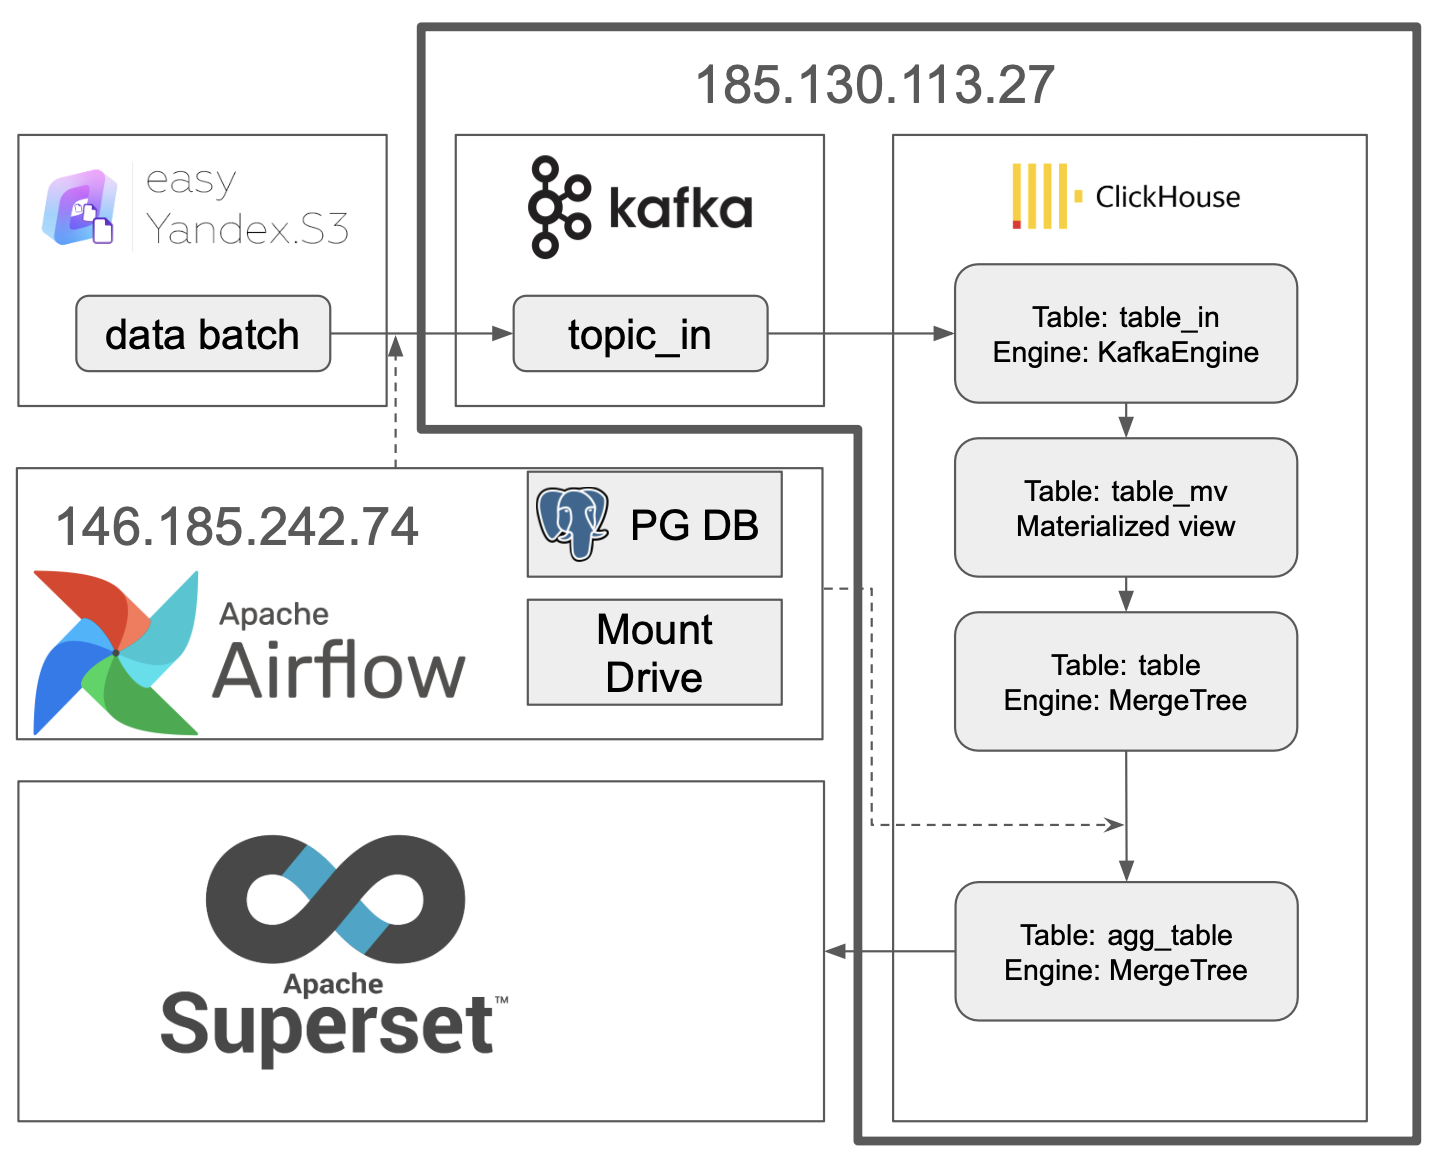 185.130.113.27
easy
Yandex.S3
kafka
ClickHouse
data batch
topic_in
Table: table_in
Engine: KafkaEngine
Table: table_mv
Materialized view
146.185.242.74
PG DB
Apache
Airflow
Mount
Drive
Table: table
Engine: MergeTree
Apache
Superset™
Table: agg_table
Engine: MergeTree